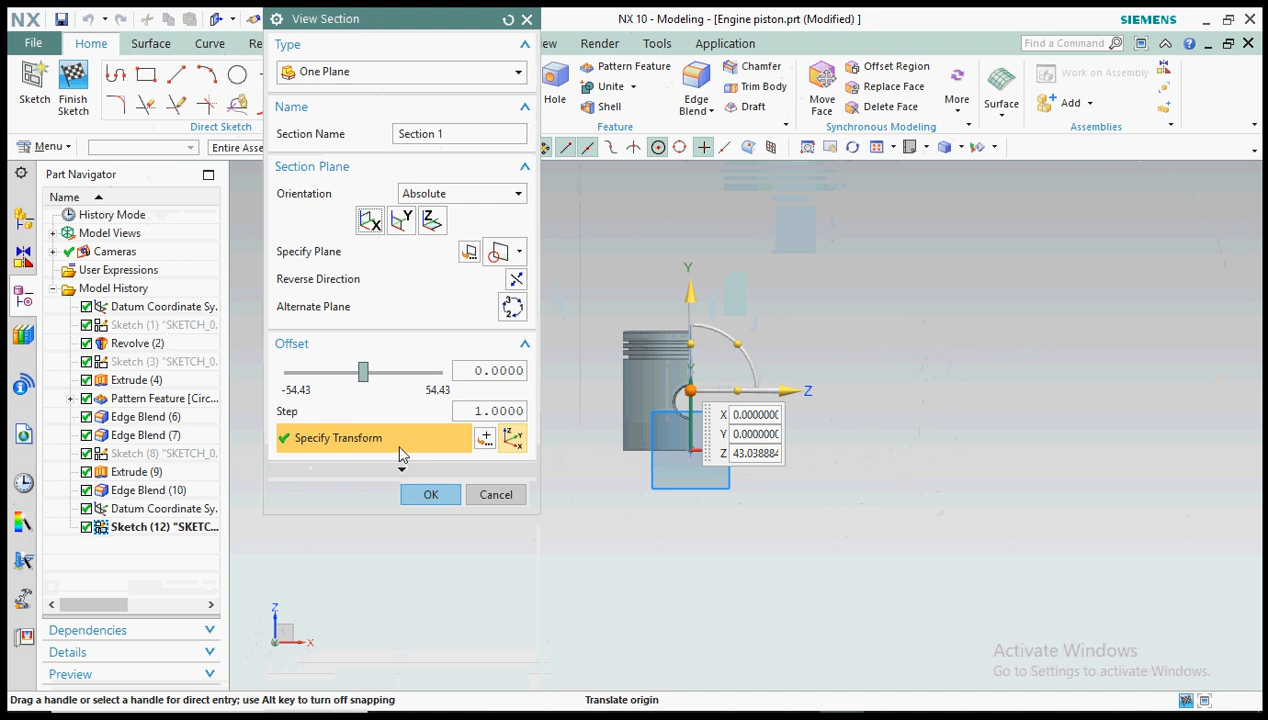 NX
View Section
NX 10 - Modeling - [Engine piston.prt (Modified) ]
SIEMENS
File
Home
Surface
Curve
Re
ew
Render
Tools
Application
Find a Command
Type
One Plane
Name
Section Name
Section 1
Section Plane
Orientation
Absolute
X
Y
Z
Specify Plane
Reverse Direction
Alternate Plane
Offset
0.0000
-54.43
54.43
Step
1.0000
Specify Transform
OK
Cancel
Sketch
Finish
Sketch
Direct Sketch
Hole
Pattern Feature
Unite
Shell
Edge
Blend
Chamfer
Trim Body
Draft
Feature
Move
Face
Offset Region
Replace Face
Delete Face
More
Synchronous Modeling
Surface
Work on Assembly
Add
Assemblies
Menu
Entire Asse
Part Navigator
Name
History Mode
Model Views
Cameras
User Expressions
Model History
Datum Coordinate Sy.
Sketch (1) "SKETCH_0.
Revolve (2)
Sketch (3) "SKETCH_0.
Extrude (4)
Pattern Feature [Circ...
Edge Blend (6)
Edge Blend (7)
Sketch (8) "SKETCH_0.
Extrude (9)
Edge Blend (10)
Datum Coordinate Sy.
Sketch (12) "SKETC...
Dependencies
Details
Preview
Y
Y
Z
X 0.000000(
Y 0.000000(
Z 43.038884
Z
X
Activate Windows
Go to Settings to activate Windows.
Drag a handle or select a handle for direct entry; use Alt key to turn off snapping
Translate origin